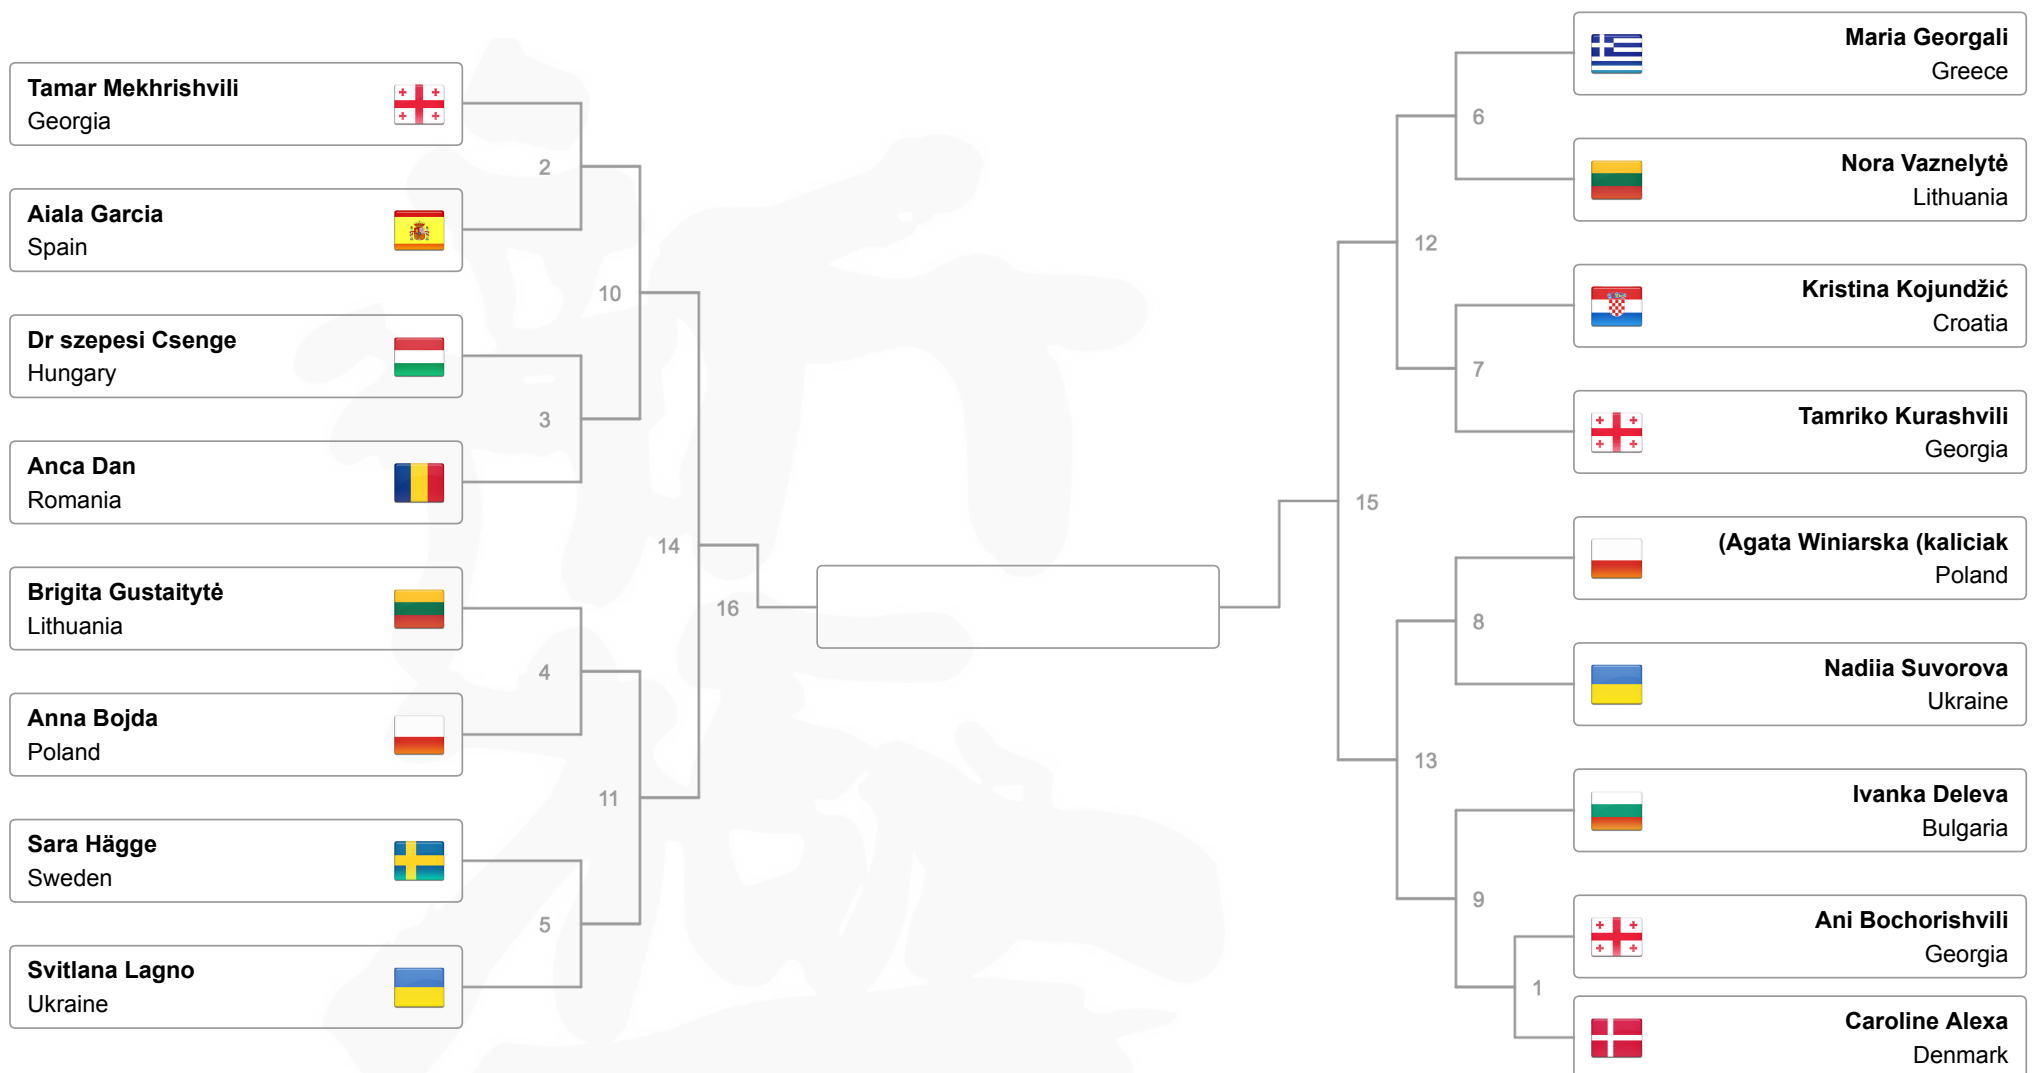 Tamar Mekhrishvili
Georgia
2
Aiala Garcia
Spain
10
Dr szepesi Csenge
Hungary
3
Anca Dan
Romania
14
Brigita Gustaitytė
Lithuania
16
4
Anna Bojda
Poland
11
Sara Hägge
Sweden
5
Svitlana Lagno
Ukraine
Maria Georgali
Greece
6
Nora Vaznelytė
Lithuania
12
Kristina Kojundžić
Croatia
7
Tamriko Kurashvili
Georgia
15
(Agata Winiarska (kaliciak
Poland
8
Nadiia Suvorova
Ukraine
13
Ivanka Deleva
Bulgaria
9
Ani Bochorishvili
Georgia
1
Caroline Alexa
Denmark